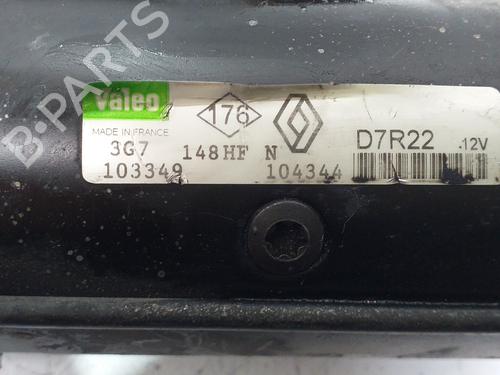 B-PARTS
valeo
176
MADE IN FRANCE
3G7 148HF N
103349 104344
D7R22
.12V